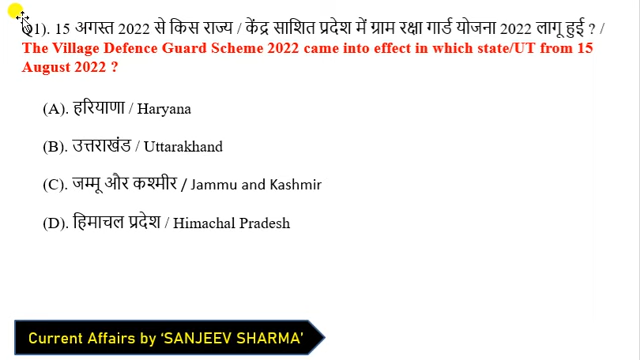 Q1). 15 अगस्त 2022 से किस राज्य / केंद्र साशित प्रदेश में ग्राम रक्षा गार्ड योजना 2022 लागू हुई ? /
The Village Defence Guard Scheme 2022 came into effect in which state/UT from 15
August 2022 ?
(A). हरियाणा / Haryana
(B). उत्तराखंड / Uttarakhand
(C). जम्मू और कश्मीर / Jammu and Kashmir
(D). हिमाचल प्रदेश / Himachal Pradesh
Current Affairs by ‘SANJEEV SHARMA’